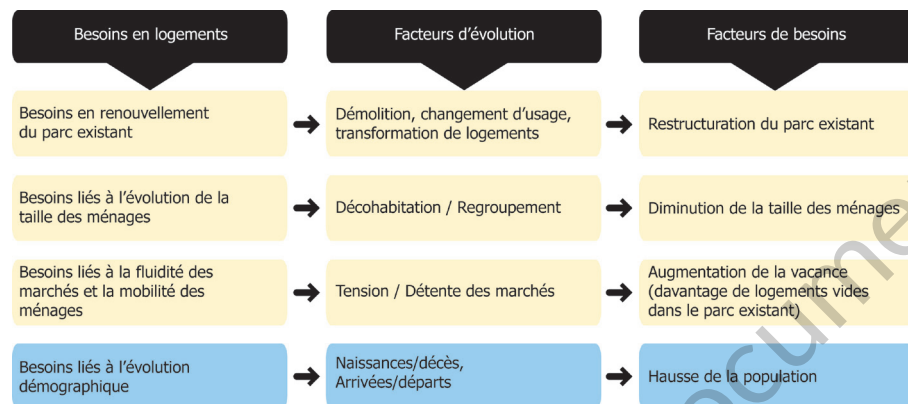 Besoins en logements
Facteurs d'évolution
Facteurs de besoins
Besoins en renouvellement
du parc existant
Démolition, changement d'usage,
transformation de logements
Restructuration du parc existant
Besoins liés à l'évolution de la
taille des ménages
Décohabitation / Regroupement
Diminution de la taille des ménages
Besoins liés à la fluidité des
marchés et la mobilité des
ménages
Tension / Détente des marchés
Augmentation de la vacance
(davantage de logements vides
dans le parc existant)
Besoins liés à l'évolution
démographique
Naissances/décès,
Arrivées/départs
Hausse de la population